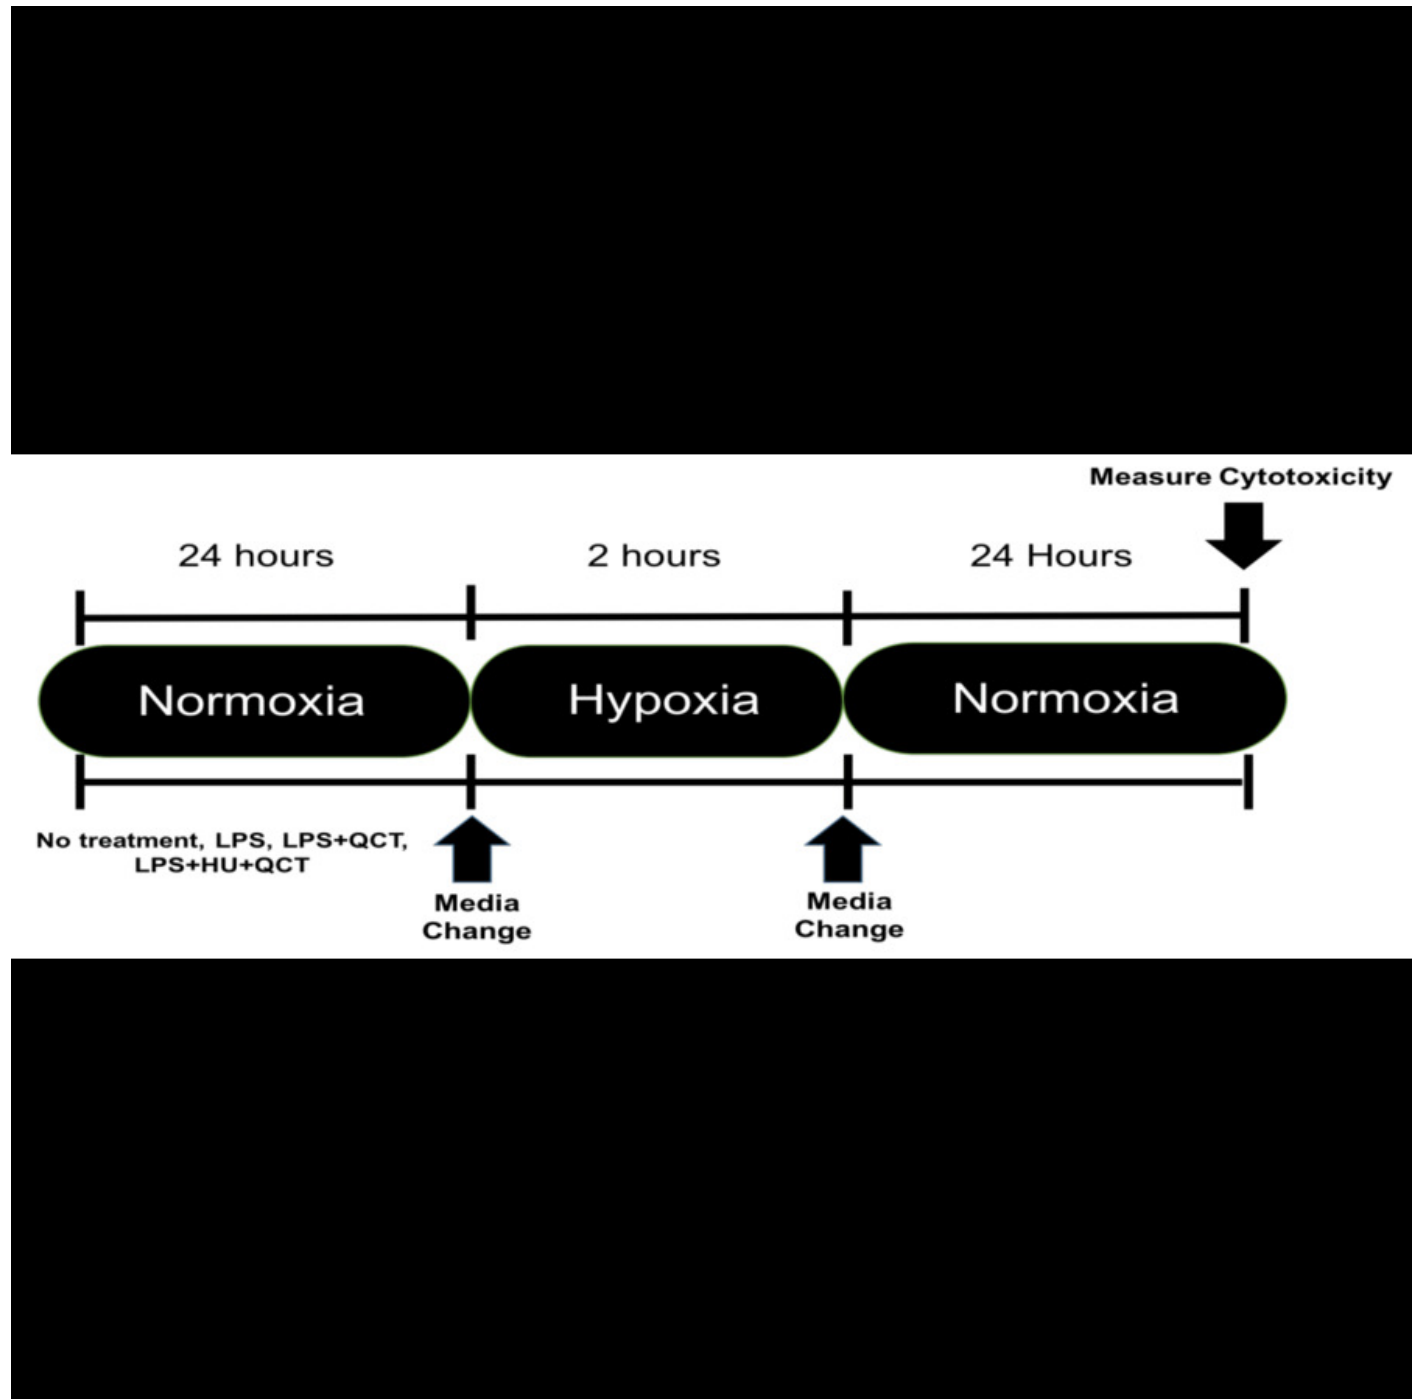 Measure Cytotoxicity
24 hours
2 hours
24 Hours
Normoxia
Hypoxia
Normoxia
No treatment, LPS, LPS+QCT,
LPS+HU+QCT
Media
Change
Media
Change